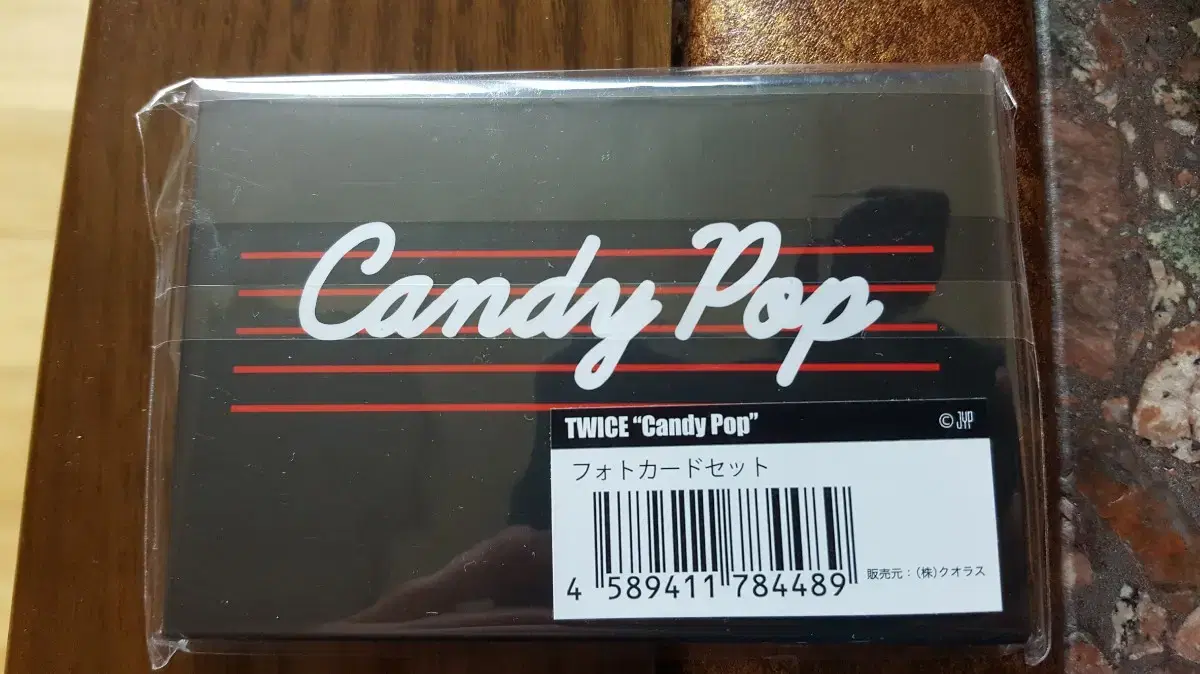 Candy Pop
TWICE “Candy Pop” © JYP
フォトカードセット
4 589411 784489
販売元：(株)クオラス